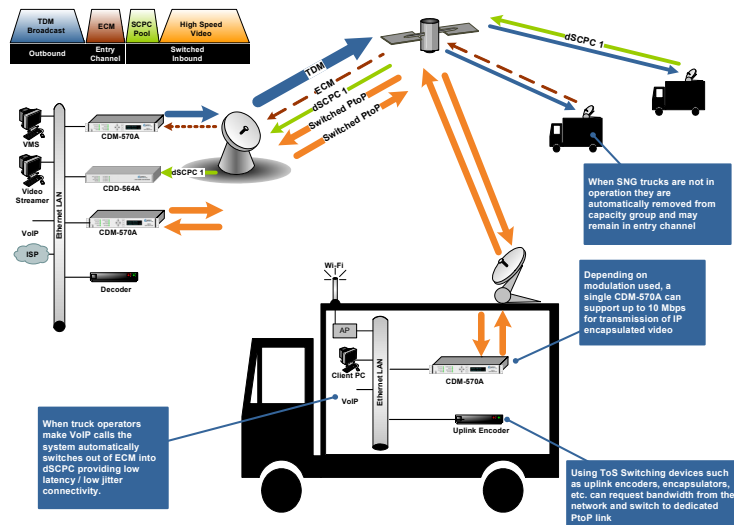 TDM
Broadcast
ECM
SCPC
Pool
High Speed
Video
Outbound
Entry
Channel
Switched
Inbound
TDM
ECM
dSCPC 1
Switched PtoP
Switched PtoP
dSCPC 1
VMS
CDM-570A
Video
Streamer
CDD-564A
dSCPC 1
VoIP
CDM-570A
ISP
Ethernet LAN
Decoder
When SNG trucks are not in
operation they are
automatically removed from
capacity group and may
remain in entry channel
Depending on
modulation used, a
single CDM-570A can
support up to 10 Mbps
for transmission of IP
encapsulated video
Wi-Fi
AP
Client PC
VoIP
Ethernet LAN
CDM-570A
Uplink Encoder
When truck operators
make VoIP calls the
system automatically
switches out of ECM into
dSCPC providing low
latency / low jitter
connectivity.
Using ToS Switching devices such
as uplink encoders, encapsulators,
etc. can request bandwidth from the
network and switch to dedicated
PtoP link